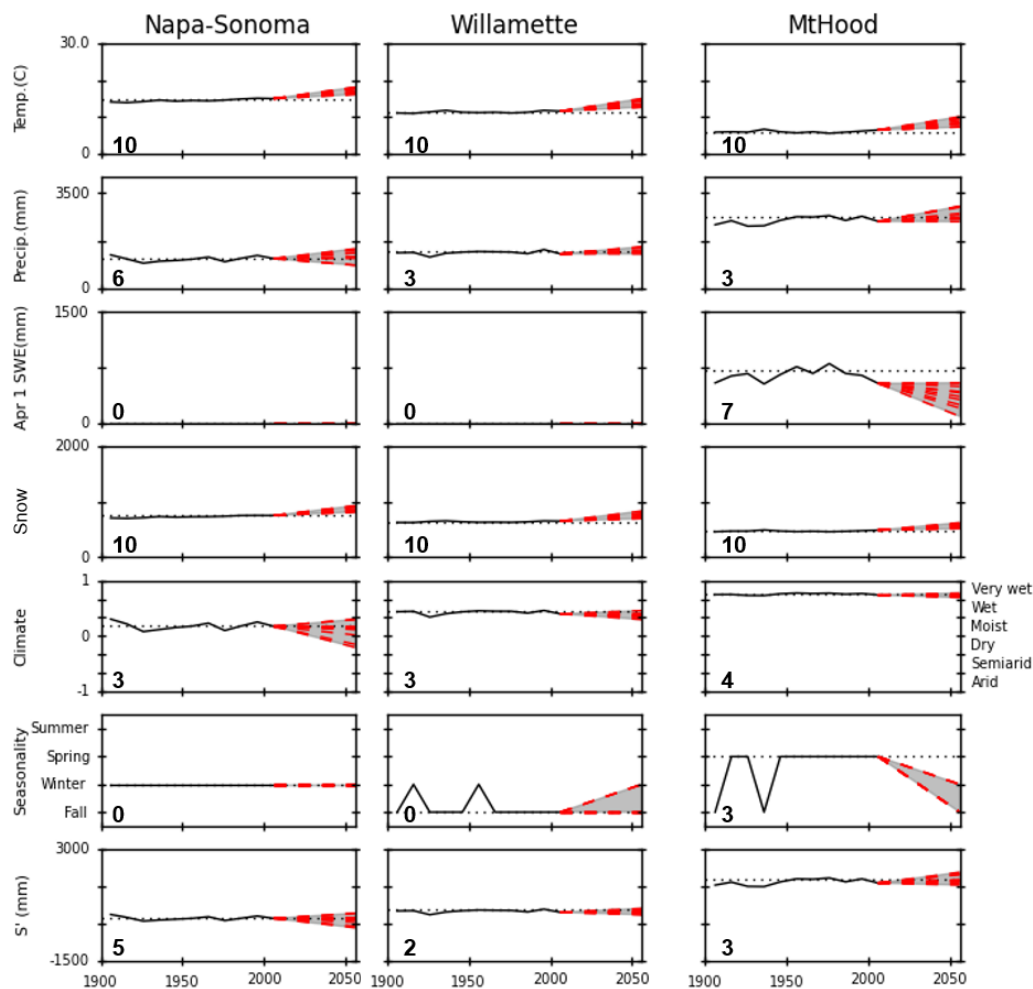 Napa-Sonoma Willamette MtHood
30.0
Temp.(C)
0
10 10 10
3500
Precip.(mm)
0
6 3 3
1500
Apr 1 SWE(mm)
0
0 0 7
2000
Snow
0
10 10 10
1
Climate
0
-1
3 3 4
Very wet
Wet
Moist
Dry
Semiarid
Arid
Seasonality
Summer
Spring
Winter
Fall
0 0 3
3000
S' (mm)
-1500
5 2 3
1900 1950 2000 2050 1900 1950 2000 2050 1900 1950 2000 2050